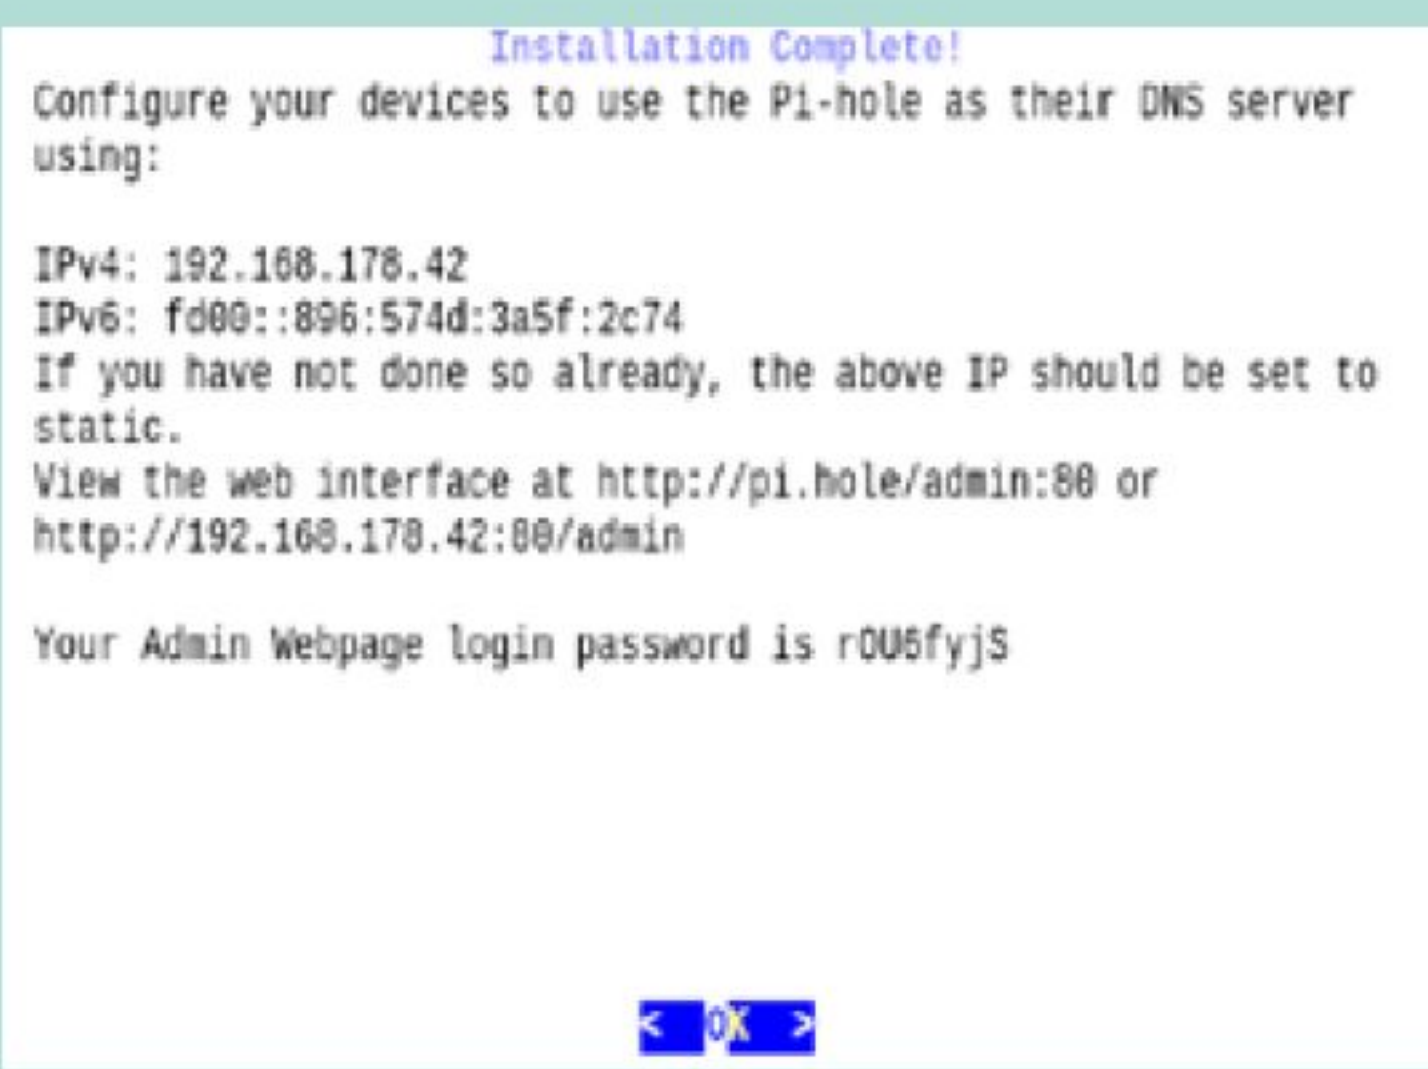 Installation Complete!
Configure your devices to use the Pi-hole as their DNS server
using:
IPv4: 192.168.178.42
IPv6: fd00::896:574d:3a5f:2c74
If you have not done so already, the above IP should be set to
static.
View the web interface at http://pi.hole/admin:80 or
http://192.168.178.42:80/admin
Your Admin Webpage login password is rOU6fyjS
< OK >